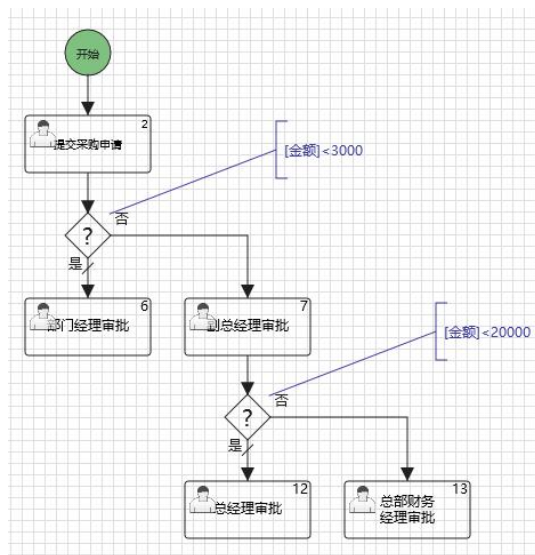 开始
2
提交采购申请
[金额]<3000
否
?
是
6
部门经理审批
7
副总经理审批
[金额]<20000
否
?
是
12
总经理审批
13
总部财务
经理审批